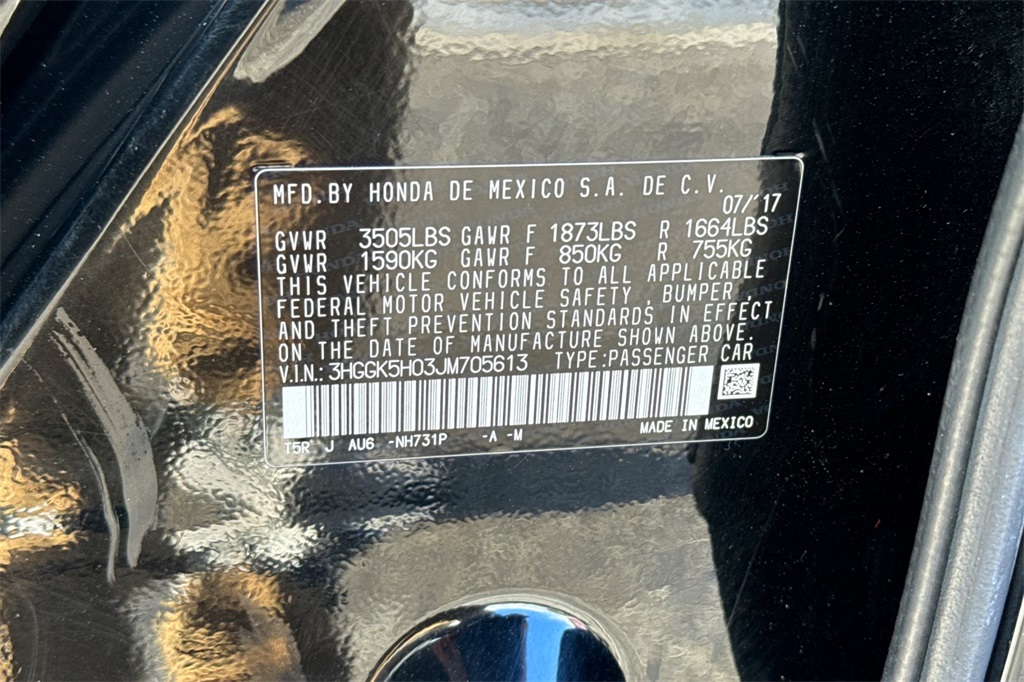 MFD. BY HONDA DE MEXICO S.A. DE C.V.
07/'17
GVWR 3505LBS GAWR F 1873LBS R 1664LBS
GVWR 1590KG GAWR F 850KG R 755KG
THIS VEHICLE CONFORMS TO ALL APPLICABLE
FEDERAL MOTOR VEHICLE SAFETY, BUMPER,
AND THEFT PREVENTION STANDARDS IN EFFECT
ON THE DATE OF MANUFACTURE SHOWN ABOVE.
V.I.N.: 3HGGK5H03JM705613 TYPE:PASSENGER CAR
T5R J AU6 -NH731P -A -M MADE IN MEXICO